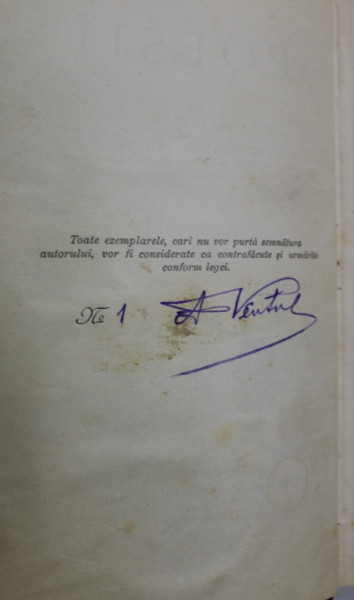 Toate exemplarele, cari nu vor purtà semnătura
autorului, vor fi considerate ca contrafăcute și urmărite
conform legei.
№ 1 A Ventul